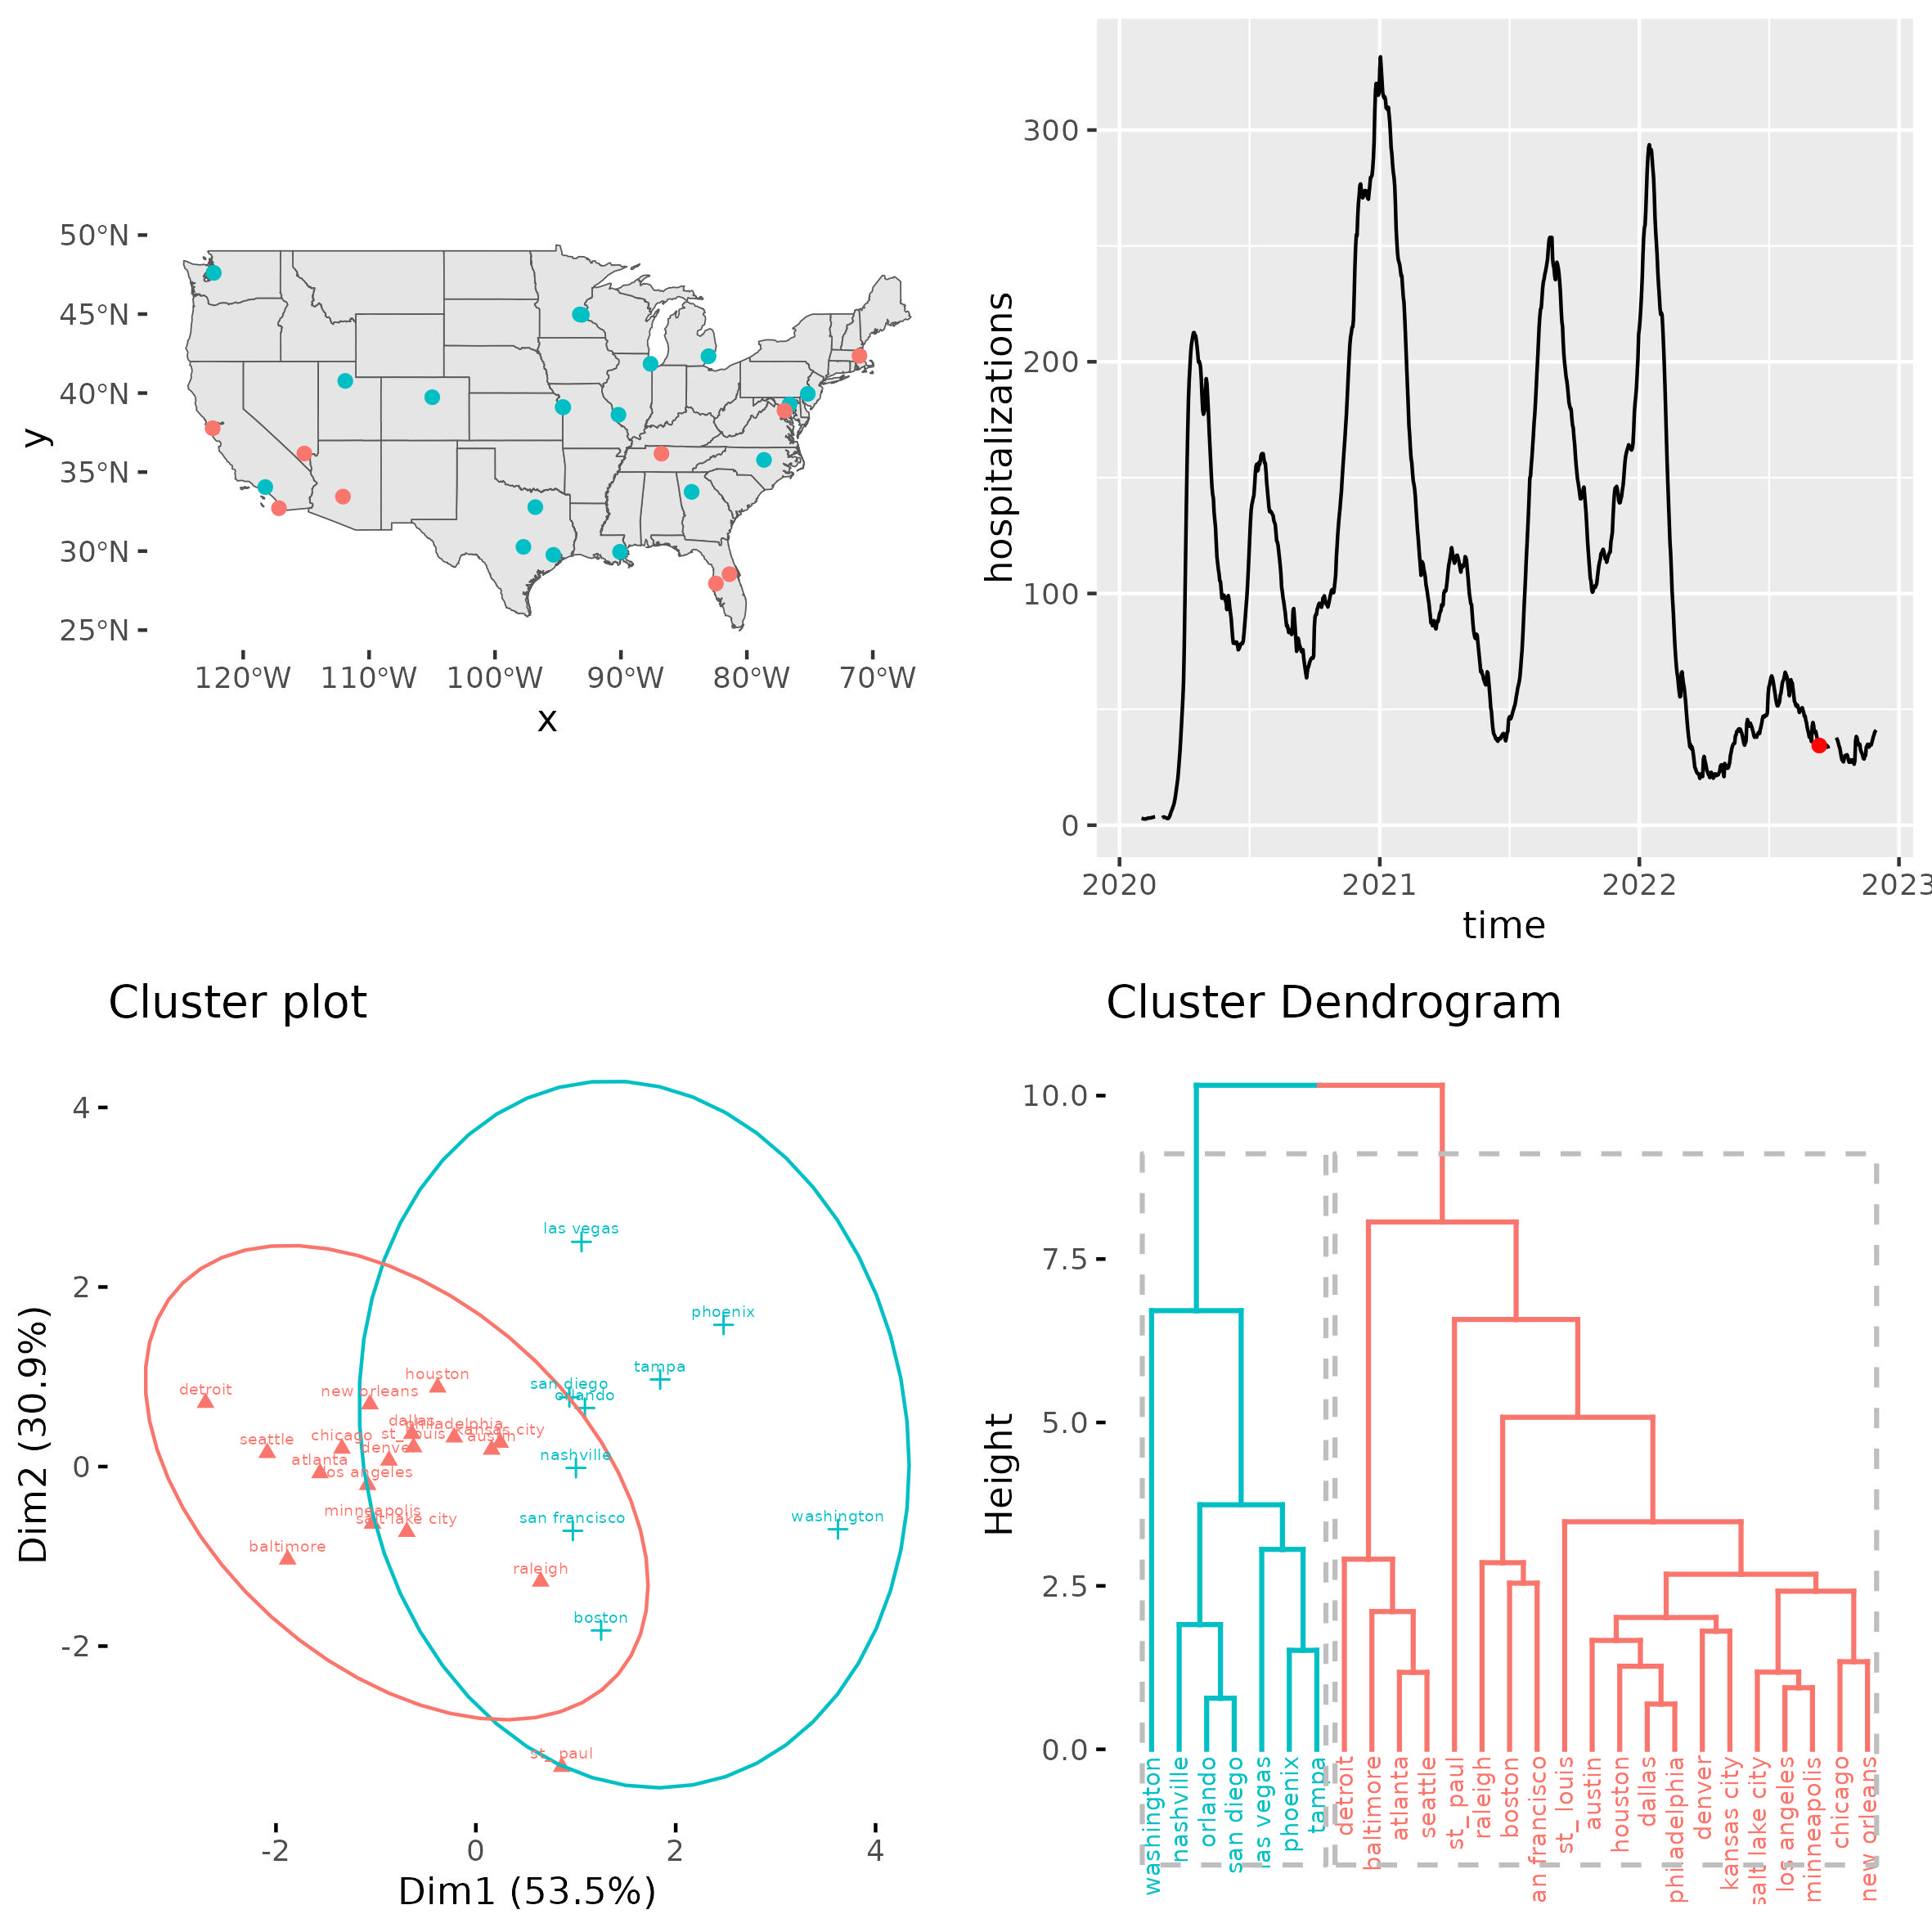 50°N
45°N
40°N
35°N
30°N
25°N
y
120°W 110°W 100°W 90°W 80°W 70°W
x
300
200
100
0
hospitalizations
2020 2021 2022 2023
time
Cluster plot
4
2
0
-2
Dim2 (30.9%)
las vegas
phoenix
tampa
houston
san diego
detroit
new orleans
orlando
dallas
philadelphia
kansas city
st_louis
austin
chicago
seattle
denver
nashville
atlanta
los angeles
minneapolis
salt lake city
san francisco
washington
baltimore
raleigh
boston
st_paul
-2 0 2 4
Dim1 (53.5%)
Cluster Dendrogram
10.0
7.5
5.0
2.5
0.0
Height
washington
nashville
orlando
san diego
las vegas
phoenix
tampa
detroit
baltimore
atlanta
seattle
st_paul
raleigh
boston
an francisco
st_louis
austin
houston
dallas
philadelphia
denver
kansas city
salt lake city
los angeles
minneapolis
chicago
new orleans